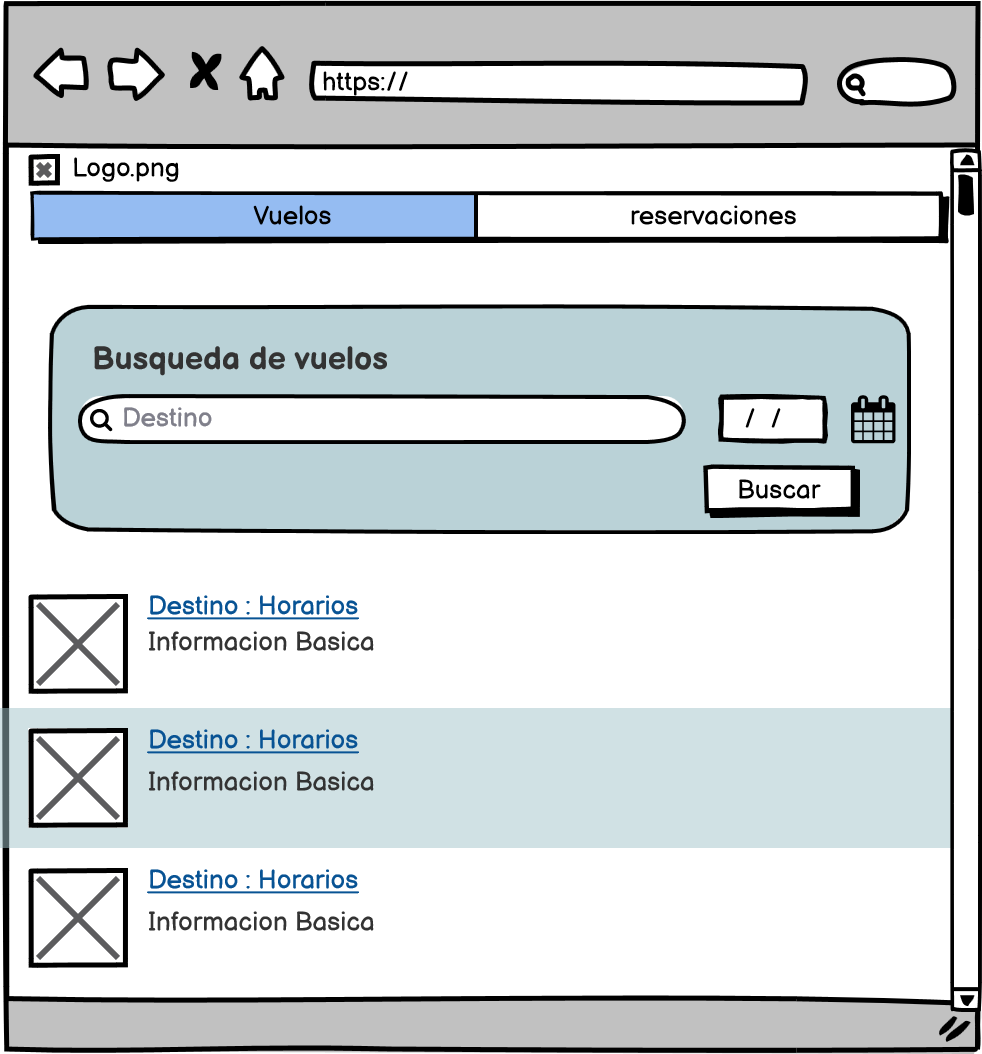 https://
Logo.png
Vuelos
reservaciones
Busqueda de vuelos
Destino
/ /
Buscar
Destino : Horarios
Informacion Basica
Destino : Horarios
Informacion Basica
Destino : Horarios
Informacion Basica